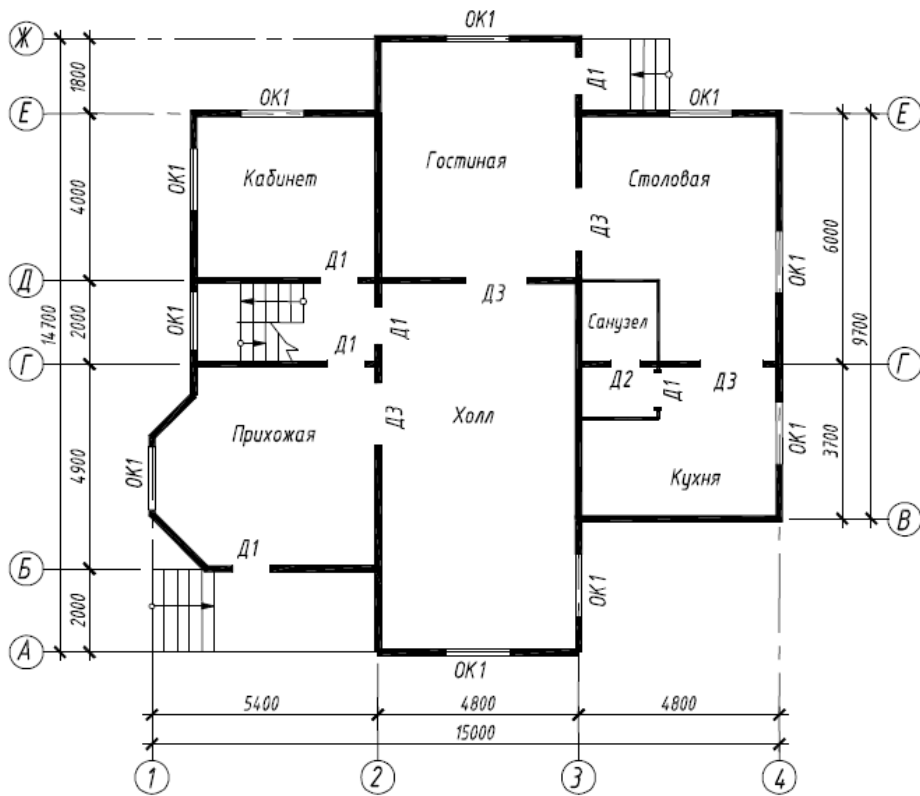 ОК1
Ж
1800
Д1
Е
ОК1
ОК1
Е
Гостиная
Кабинет
Столовая
ОК1
4000
6000
Д3
Д1
ОК1
Д
Д3
14700
2000
ОК1
Д1
Санузел
9700
Д1
Г
Г
Д2
Д1
Д3
Д3
Холл
Прихожая
4900
ОК1
3700
ОК1
Кухня
В
Д1
Б
ОК1
2000
А
ОК1
5400
4800
4800
15000
1
2
3
4